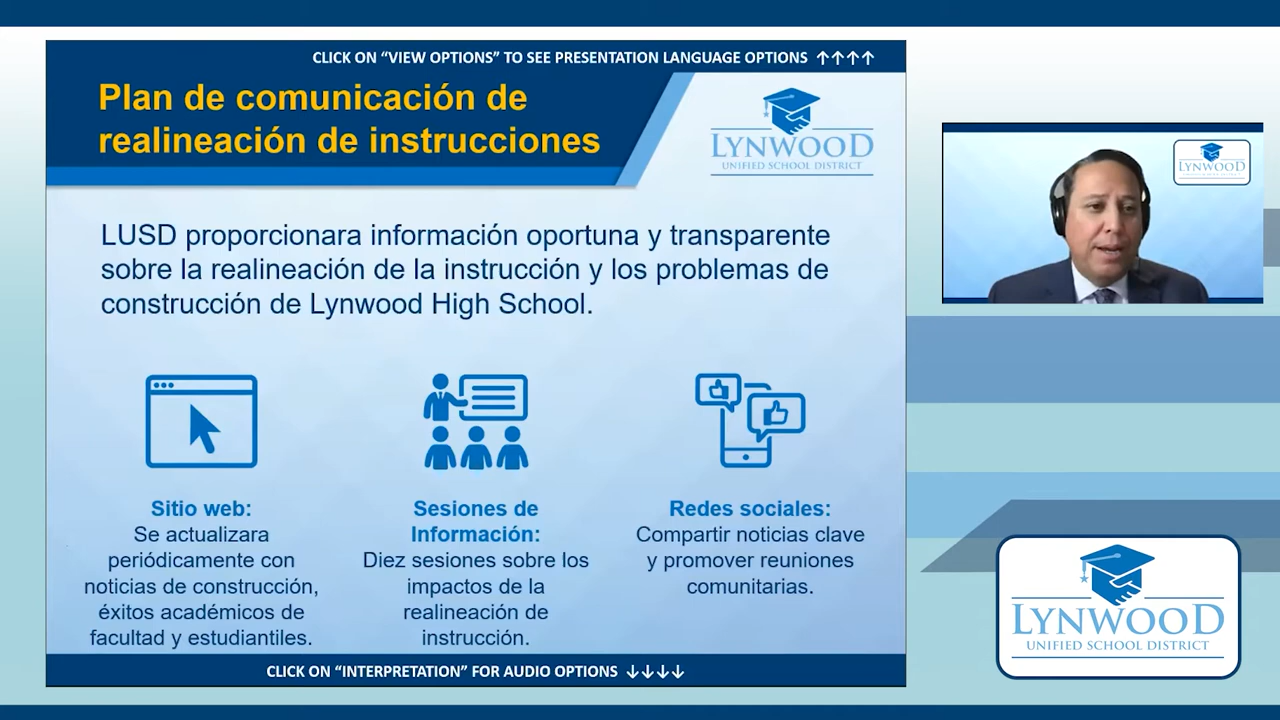 CLICK ON “VIEW OPTIONS” TO SEE PRESENTATION LANGUAGE OPTIONS ↑↑↑↑
Plan de comunicación de
realineación de instrucciones
LYNWOOD
UNIFIED SCHOOL DISTRICT
LUSD proporcionara información oportuna y transparente
sobre la realineación de la instrucción y los problemas de
construcción de Lynwood High School.
Sitio web:
Se actualizara
periódicamente con
noticias de construcción,
éxitos académicos de
facultad y estudiantiles.
Sesiones de
Información:
Diez sesiones sobre los
impactos de la
realineación de
instrucción.
Redes sociales:
Compartir noticias clave
y promover reuniones
comunitarias.
CLICK ON “INTERPRETATION” FOR AUDIO OPTIONS ↓↓↓↓
LYNWOOD
LYNWOOD
UNIFIED SCHOOL DISTRICT